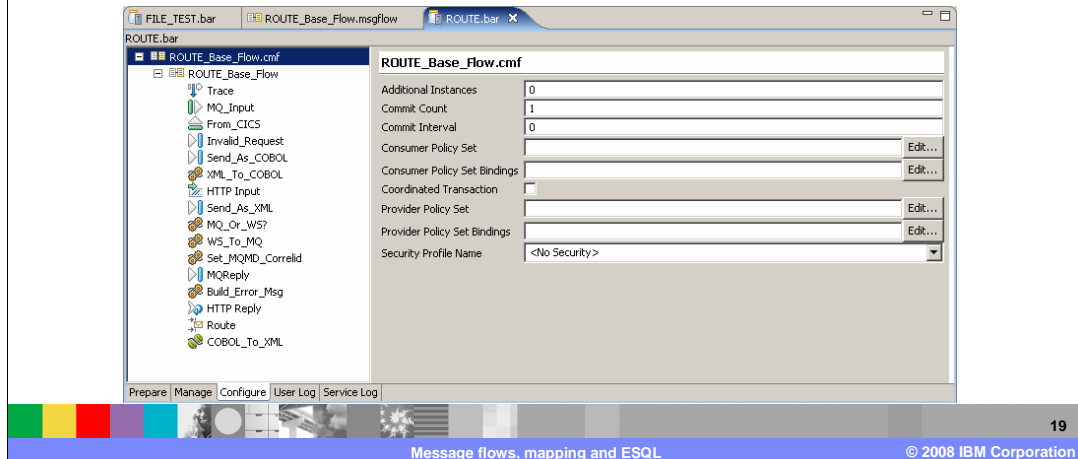 FILE_TEST.bar
ROUTE_Base_Flow.msgflow
ROUTE.bar
ROUTE.bar
ROUTE_Base_Flow.cmf
ROUTE_Base_Flow
Trace
MQ_Input
From_CICS
Invalid_Request
Send_As_COBOL
XML_To_COBOL
HTTP Input
Send_As_XML
MQ_Or_WS?
WS_To_MQ
Set_MQMD_Correlid
MQReply
Build_Error_Msg
HTTP Reply
Route
COBOL_To_XML
ROUTE_Base_Flow.cmf
Additional Instances 0
Commit Count 1
Commit Interval 0
Consumer Policy Set Edit...
Consumer Policy Set Bindings Edit...
Coordinated Transaction
Provider Policy Set Edit...
Provider Policy Set Bindings Edit...
Security Profile Name <No Security>
Prepare Manage Configure User Log Service Log
19
Message flows, mapping and ESQL © 2008 IBM Corporation